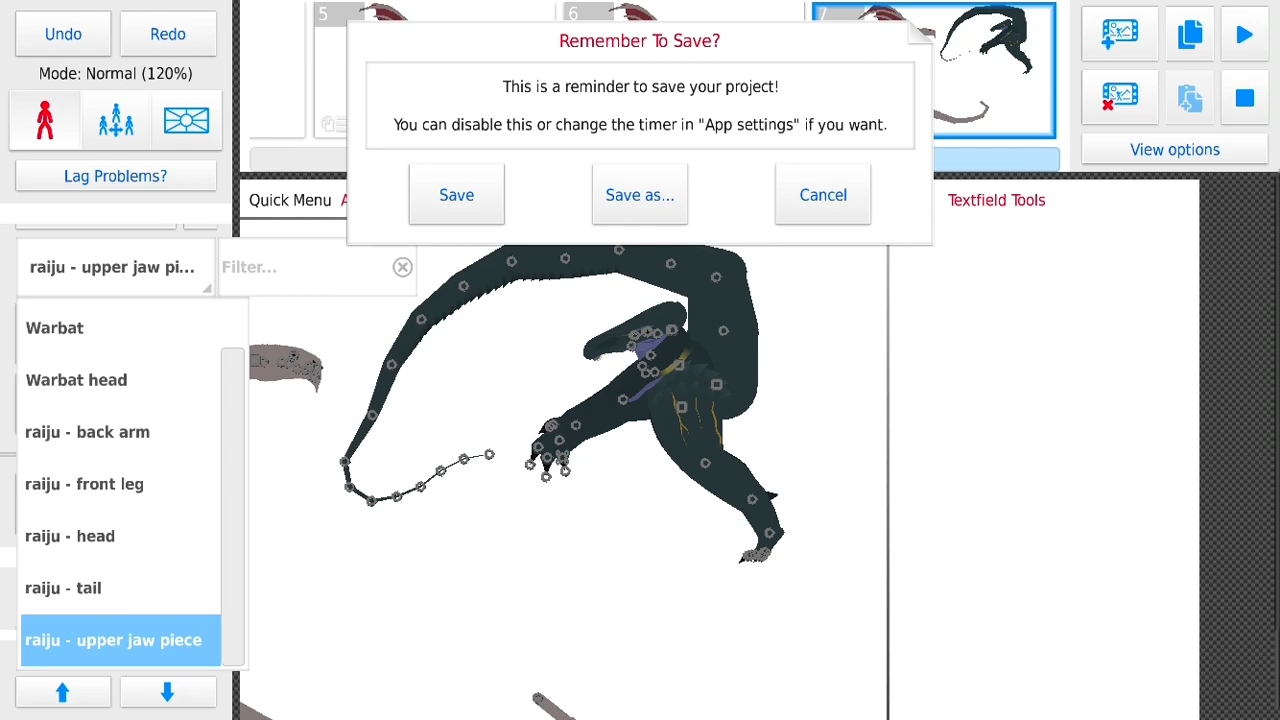 Undo
Redo
Mode: Normal (120%)
Lag Problems?
5
6
7
Remember To Save?
This is a reminder to save your project!
You can disable this or change the timer in "App settings" if you want.
Save
Save as...
Cancel
View options
Quick Menu
Textfield Tools
raiju - upper jaw pi...
Filter...
Warbat
Warbat head
raiju - back arm
raiju - front leg
raiju - head
raiju - tail
raiju - upper jaw piece